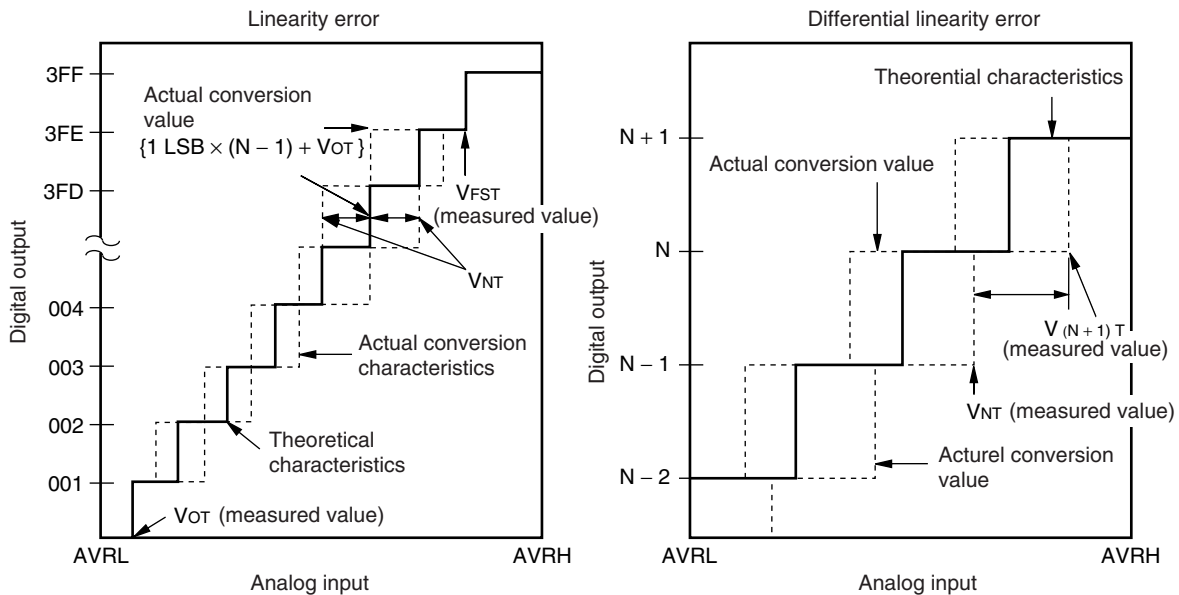 Linearity error
3FF
3FE
3FD
004
003
002
001
Digital output
Actual conversion
value
{1 LSB × (N − 1) + VOT }
VFST
(measured value)
VNT
Actual conversion
characteristics
Theoretical
characteristics
VOT (measured value)
AVRL
AVRH
Analog input
Differential linearity error
N + 1
N
N − 1
N − 2
Digital output
Theorential characteristics
Actual conversion value
V (N + 1) T
(measured value)
VNT (measured value)
Acturel conversion
value
AVRL
AVRH
Analog input